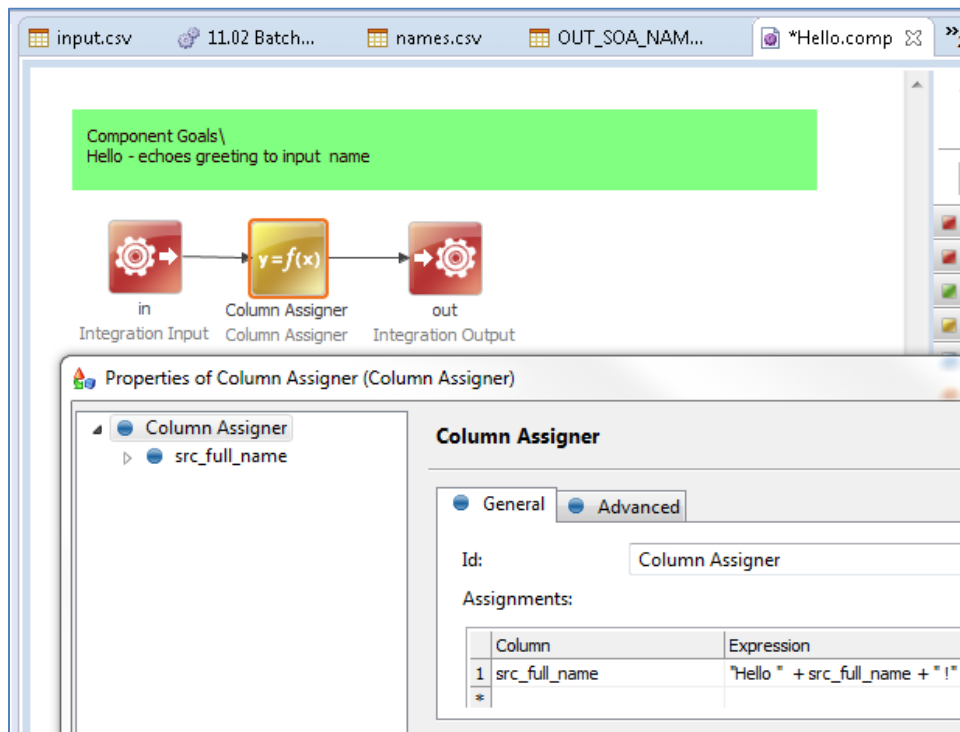 input.csv 11.02 Batch... names.csv OUT_SOA_NAM... *Hello.comp
Component Goals\
Hello - echoes greeting to input name
y=f(x)
in Column Assigner out
Integration Input Column Assigner Integration Output
Properties of Column Assigner (Column Assigner)
Column Assigner
src_full_name
Column Assigner
General Advanced
Id: Column Assigner
Assignments:
Column Expression
1 src_full_name "Hello " + src_full_name + " !"
*